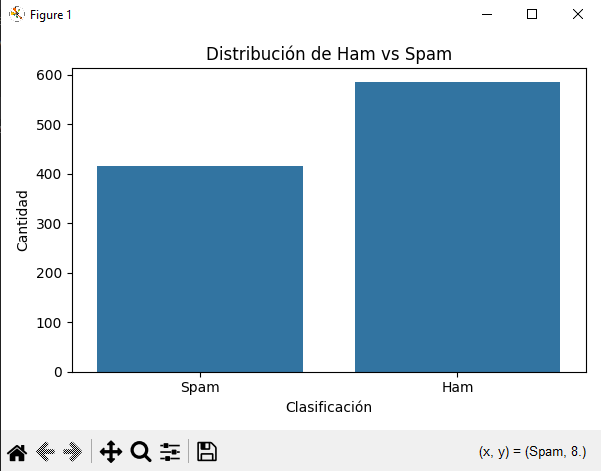 Figure 1
Distribución de Ham vs Spam
600
500
400
300
200
100
0
Cantidad
Spam Ham
Clasificación
(x, y) = (Spam, 8.)